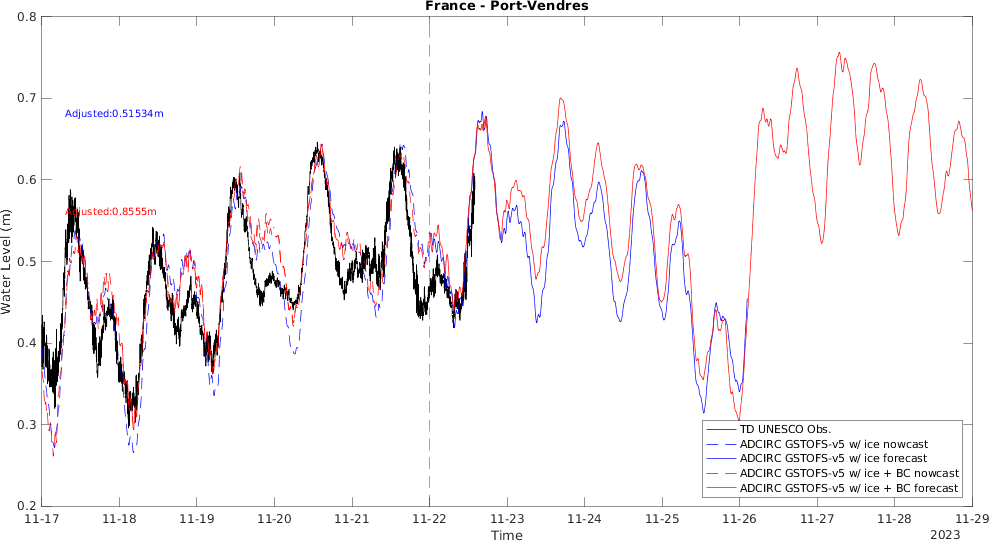 France - Port-Vendres
0.8
0.7
0.6
0.5
0.4
0.3
0.2
Water Level (m)
Adjusted:0.51534m
Adjusted:0.8555m
TD UNESCO Obs.
ADCIRC GSTOFS-v5 w/ ice nowcast
ADCIRC GSTOFS-v5 w/ ice forecast
ADCIRC GSTOFS-v5 w/ ice + BC nowcast
ADCIRC GSTOFS-v5 w/ ice + BC forecast
11-17 11-18 11-19 11-20 11-21 11-22 11-23 11-24 11-25 11-26 11-27 11-28 11-29
Time
2023